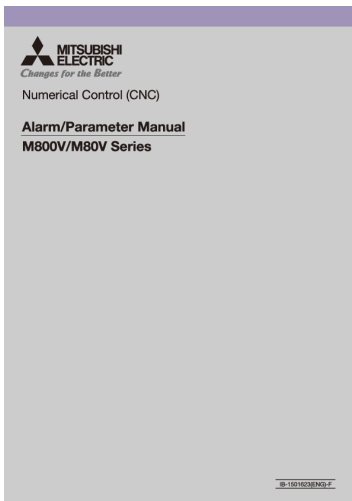 MITSUBISHI
ELECTRIC
Changes for the Better
Numerical Control (CNC)
Alarm/Parameter Manual
M800V/M80V Series
IB-1501623(ENG)-F